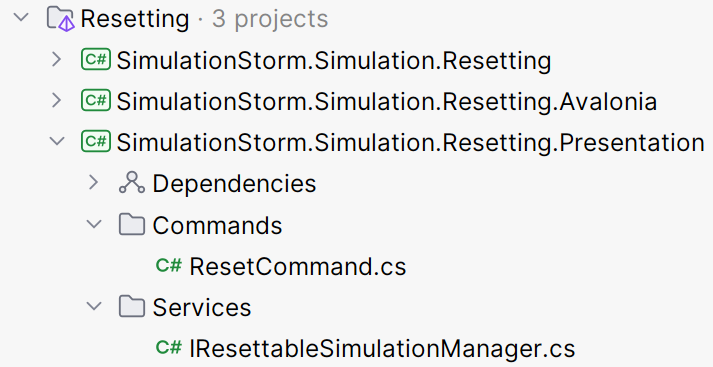 Resetting · 3 projects
C# SimulationStorm.Simulation.Resetting
C# SimulationStorm.Simulation.Resetting.Avalonia
C# SimulationStorm.Simulation.Resetting.Presentation
Dependencies
Commands
C# ResetCommand.cs
Services
C# IResettableSimulationManager.cs